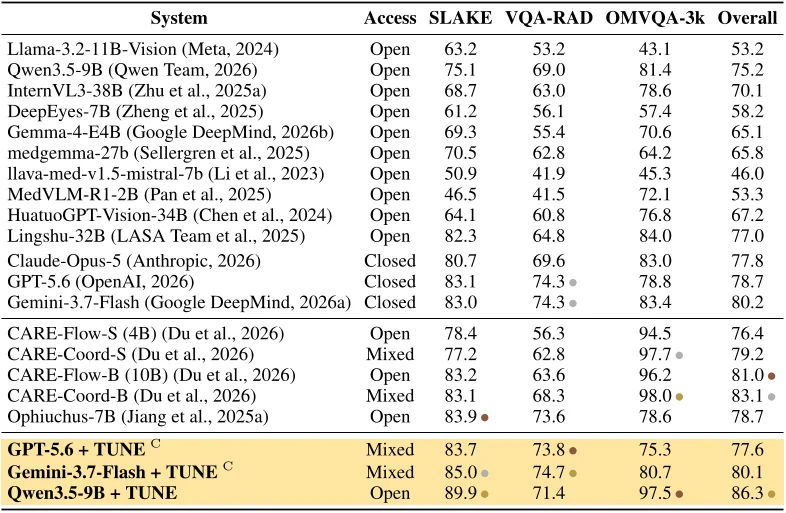 System Access SLAKE VQA-RAD OMVQA-3k Overall
Llama-3.2-11B-Vision (Meta, 2024) Open 63.2 53.2 43.1 53.2
Qwen3.5-9B (Qwen Team, 2026) Open 75.1 69.0 81.4 75.2
InternVL3-38B (Zhu et al., 2025a) Open 68.7 63.0 78.6 70.1
DeepEyes-7B (Zheng et al., 2025) Open 61.2 56.1 57.4 58.2
Gemma-4-E4B (Google DeepMind, 2026b) Open 69.3 55.4 70.6 65.1
medgemma-27b (Sellergren et al., 2025) Open 70.5 62.8 64.2 65.8
llava-med-v1.5-mistral-7b (Li et al., 2023) Open 50.9 41.9 45.3 46.0
MedVLM-R1-2B (Pan et al., 2025) Open 46.5 41.5 72.1 53.3
HuatuoGPT-Vision-34B (Chen et al., 2024) Open 64.1 60.8 76.8 67.2
Lingshu-32B (LASA Team et al., 2025) Open 82.3 64.8 84.0 77.0
Claude-Opus-5 (Anthropic, 2026) Closed 80.7 69.6 83.0 77.8
GPT-5.6 (OpenAI, 2026) Closed 83.1 74.3 78.8 78.7
Gemini-3.7-Flash (Google DeepMind, 2026a) Closed 83.0 74.3 83.4 80.2
CARE-Flow-S (4B) (Du et al., 2026) Open 78.4 56.3 94.5 76.4
CARE-Coord-S (Du et al., 2026) Mixed 77.2 62.8 97.7 79.2
CARE-Flow-B (10B) (Du et al., 2026) Open 83.2 63.6 96.2 81.0
CARE-Coord-B (Du et al., 2026) Mixed 83.1 68.3 98.0 83.1
Ophiuchus-7B (Jiang et al., 2025a) Open 83.9 73.6 78.6 78.7
GPT-5.6 + TUNE C Mixed 83.7 73.8 75.3 77.6
Gemini-3.7-Flash + TUNE C Mixed 85.0 74.7 80.7 80.1
Qwen3.5-9B + TUNE Open 89.9 71.4 97.5 86.3